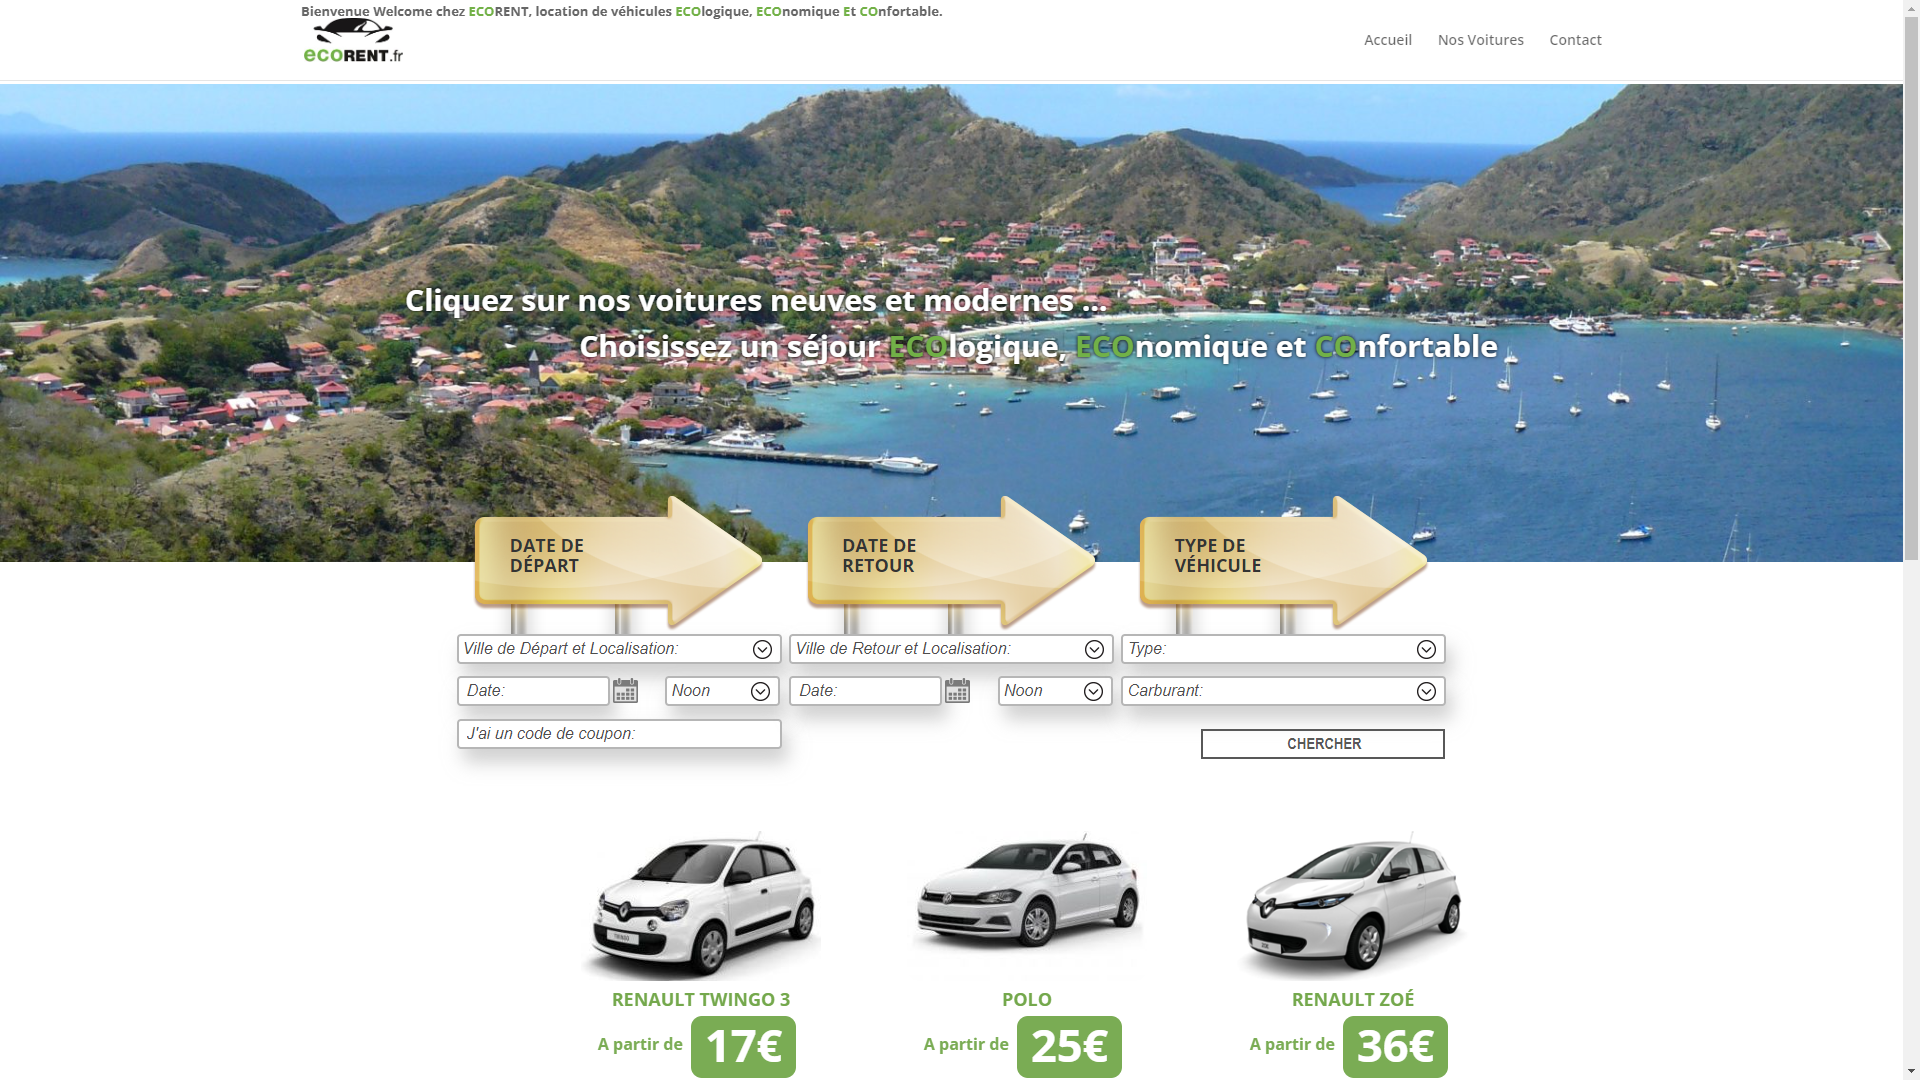 Bienvenue Welcome chez ECORENT, location de véhicules ECOlogique, ECOnomique Et COnfortable.
ecoRENT.fr
Accueil Nos Voitures Contact
Cliquez sur nos voitures neuves et modernes ...
Choisissez un séjour ECOlogique, ECOnomique et COnfortable
DATE DE
DÉPART
DATE DE
RETOUR
TYPE DE
VÉHICULE
Ville de Départ et Localisation: Ville de Retour et Localisation: Type:
Date: Noon Date: Noon Carburant:
J'ai un code de coupon:
CHERCHER
RENAULT TWINGO 3 POLO RENAULT ZOÉ
A partir de 17€ A partir de 25€ A partir de 36€